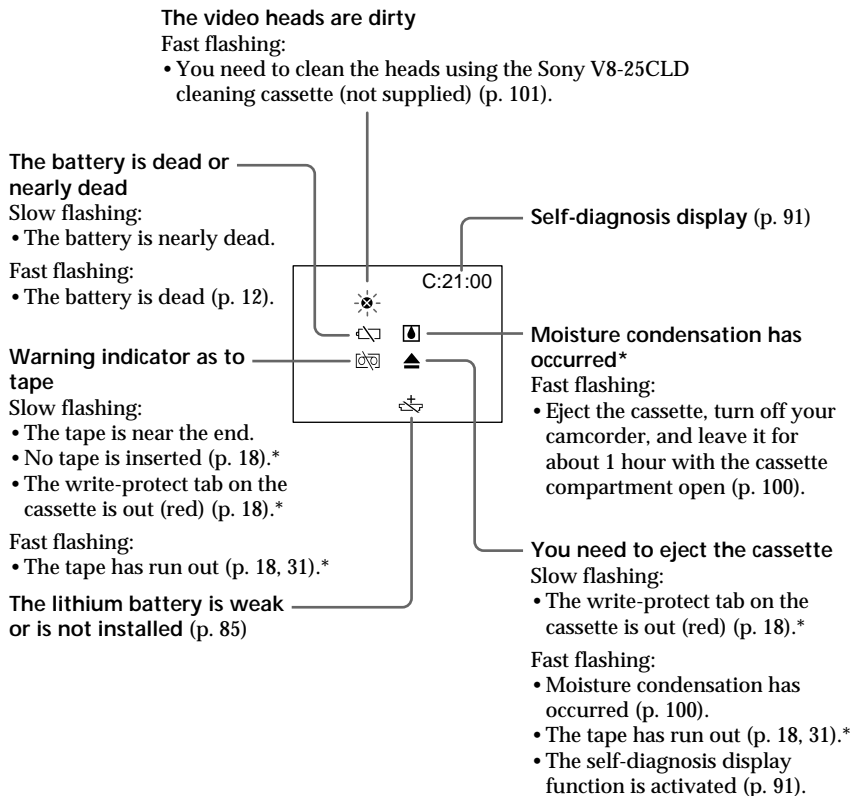 The video heads are dirty
Fast flashing:
•You need to clean the heads using the Sony V8-25CLD
cleaning cassette (not supplied) (p. 101).
The battery is dead or
nearly dead
Slow flashing:
•The battery is nearly dead.
Fast flashing:
•The battery is dead (p. 12).
Warning indicator as to
tape
Slow flashing:
•The tape is near the end.
•No tape is inserted (p. 18).*
•The write-protect tab on the
cassette is out (red) (p. 18).*
Fast flashing:
•The tape has run out (p. 18, 31).*
The lithium battery is weak
or is not installed (p. 85)
C:21:00
Self-diagnosis display (p. 91)
Moisture condensation has
occurred*
Fast flashing:
•Eject the cassette, turn off your
camcorder, and leave it for
about 1 hour with the cassette
compartment open (p. 100).
You need to eject the cassette
Slow flashing:
•The write-protect tab on the
cassette is out (red) (p. 18).*
Fast flashing:
•Moisture condensation has
occurred (p. 100).
•The tape has run out (p. 18, 31).*
•The self-diagnosis display
function is activated (p. 91).